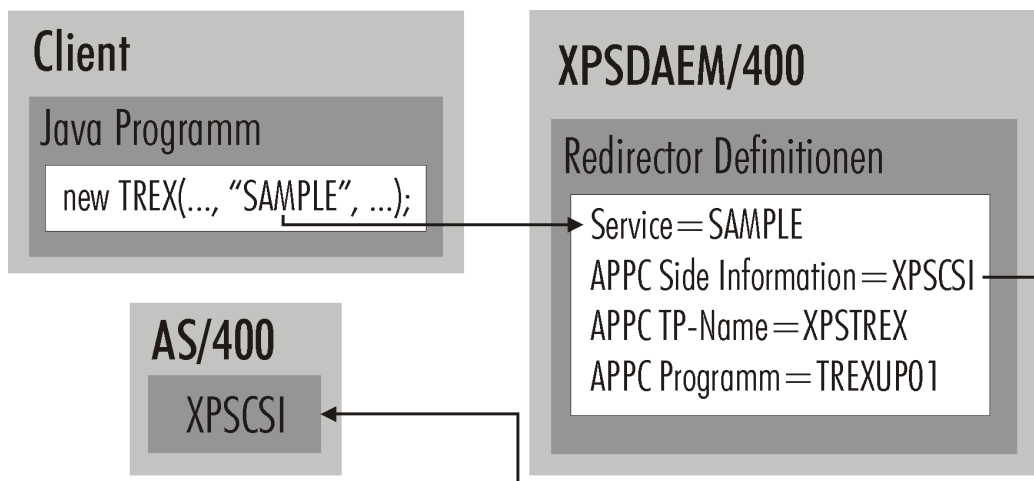 Client
Java Programm
new TREX(..., “SAMPLE”, ...);
XPSDAEM/400
Redirector Definitionen
Service=SAMPLE
APPC Side Information=XPSCSI
APPC TP-Name=XPSTREX
APPC Programm=TREXUP01
AS/400
XPSCSI